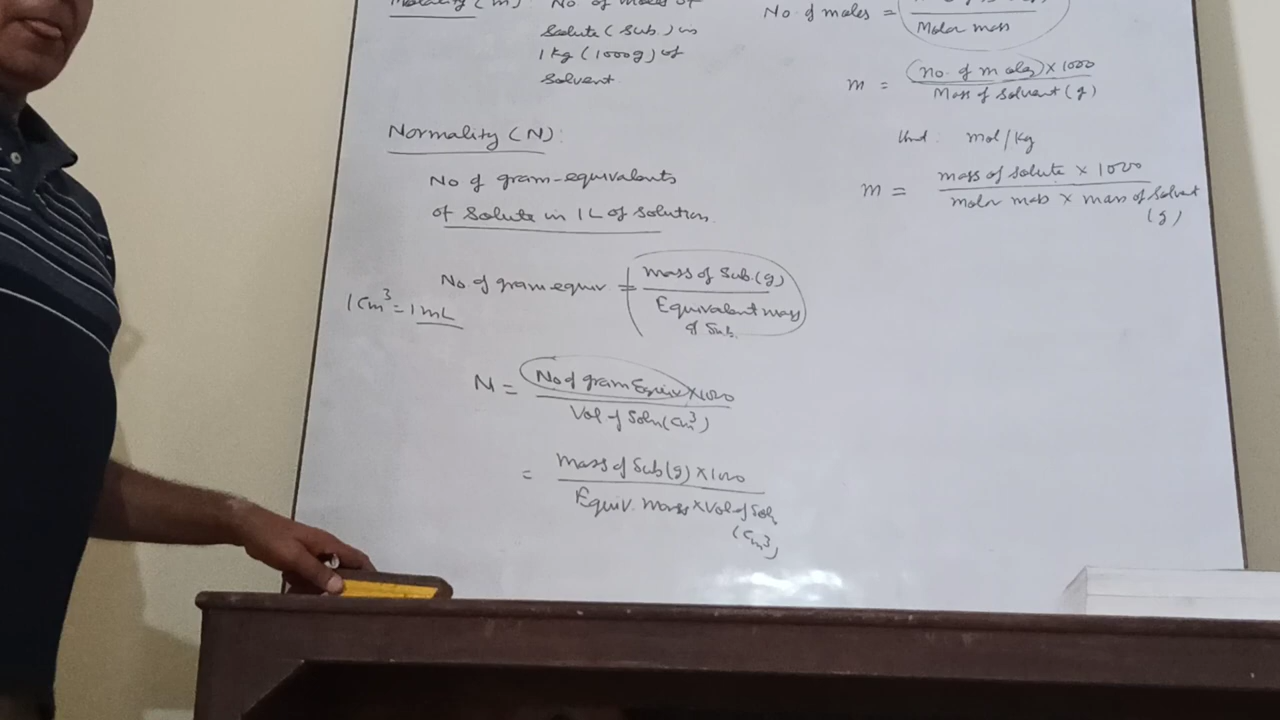 Molality (m): No of moles of
Solute (Sub.) in
1 kg (1000g) of
Solvent
No. of moles =
Molar mass
m = (no. of moles) × 1000
Mass of Solvent (g)
Unit: mol/kg
m = mass of solute × 1000
molar mass × mass of Solvent
(g)
Normality (N):
No of gram-equivalents
of Solute in 1L of Solution.
No of gram equiv = mass of Sub. (g)
Equivalent mass
of Sub.
1 cm³ = 1 mL
N = No of gram Equiv × 1000
Vol of Soln (cm³)
= mass of Sub (g) × 1000
Equiv. mass × Vol of Soln
(cm³)